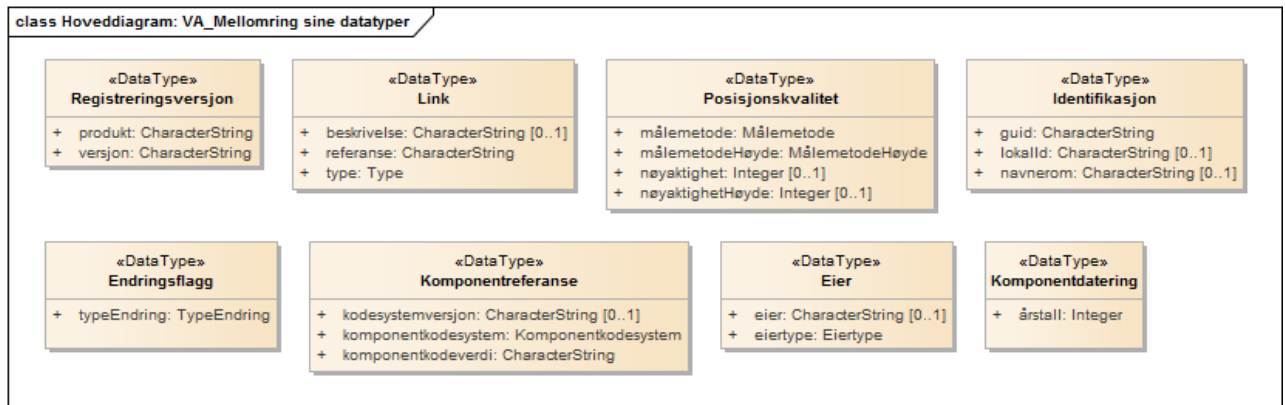 class Hoveddiagram: VA_Mellomring sine datatyper
«DataType»
Registreringsversjon
+ produkt: CharacterString
+ versjon: CharacterString
«DataType»
Link
+ beskrivelse: CharacterString [0..1]
+ referanse: CharacterString
+ type: Type
«DataType»
Posisjonskvalitet
+ målemetode: Målemetode
+ målemetodeHøyde: MålemetodeHøyde
+ nøyaktighet: Integer [0..1]
+ nøyaktighetHøyde: Integer [0..1]
«DataType»
Identifikasjon
+ guid: CharacterString
+ lokalId: CharacterString [0..1]
+ navnerom: CharacterString [0..1]
«DataType»
Endringsflagg
+ typeEndring: TypeEndring
«DataType»
Komponentreferanse
+ kodesystemversjon: CharacterString [0..1]
+ komponentkodesystem: Komponentkodesystem
+ komponentkodeverdi: CharacterString
«DataType»
Eier
+ eier: CharacterString [0..1]
+ eiertype: Eiertype
«DataType»
Komponentdatering
+ årstall: Integer